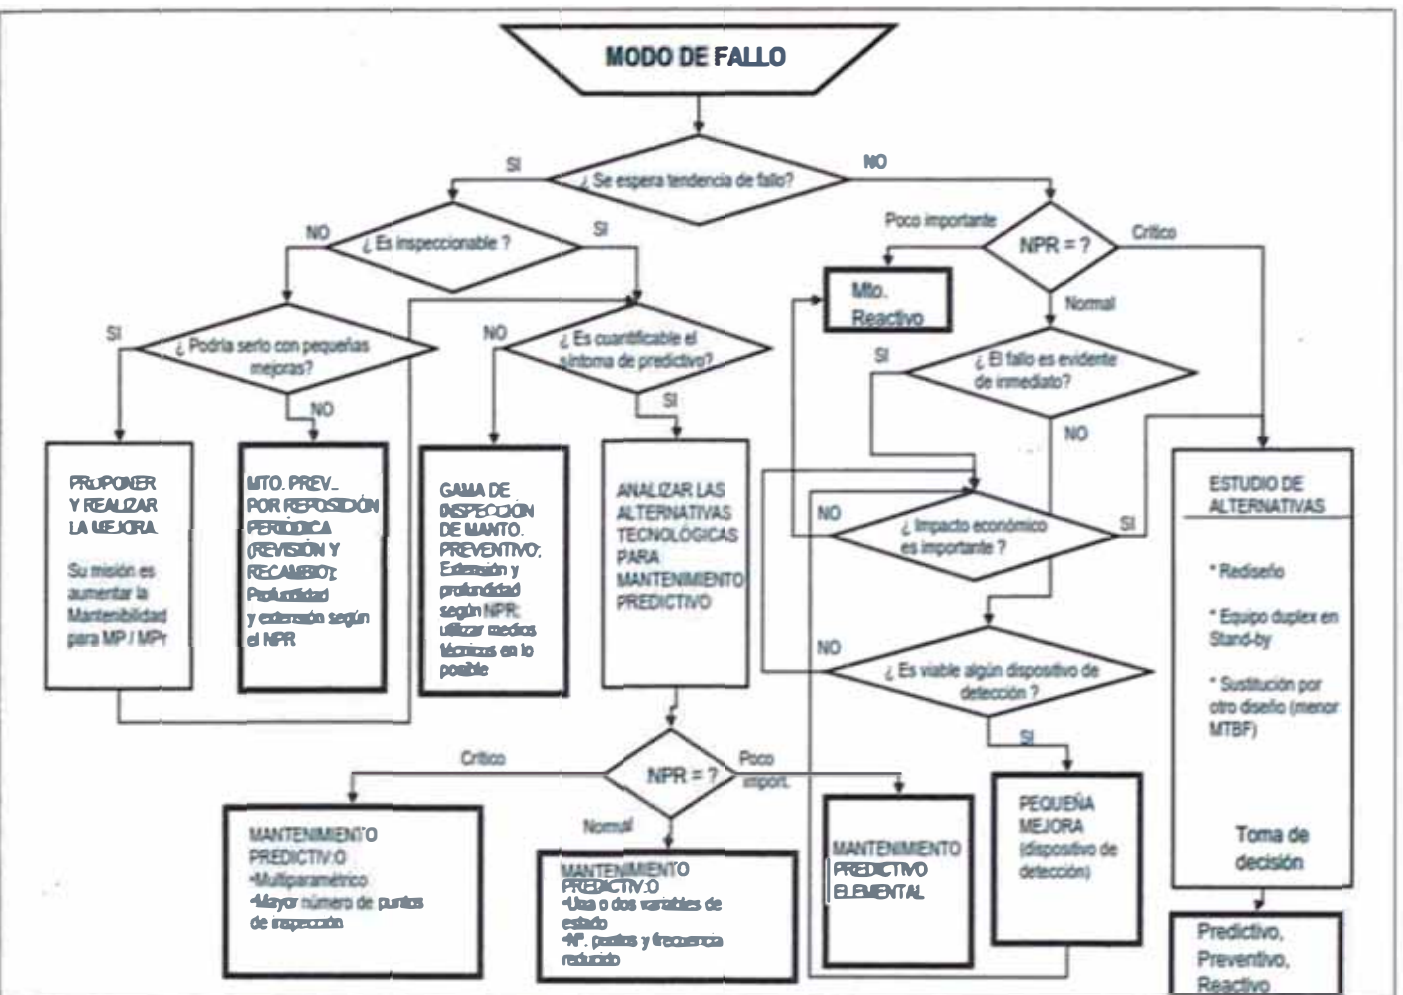 MODO DE FALLO
¿ Se espera tendencia de fallo?
SI
NO
¿ Es inspeccionable ?
NO
SI
Poco importante
NPR = ?
Crítico
Normal
Mto.
Reactivo
¿ Podría serlo con pequeñas
mejoras?
SI
NO
¿ Es cuantificable el
síntoma de predictivo?
NO
SI
¿ El fallo es evidente
de inmediato?
SI
NO
PROPONER
Y REALIZAR
LA MEJORA.
Su misión es
aumentar la
Mantenibilidad
para MP / MPr
MTO. PREV.
POR REPOSICIÓN
PERIÓDICA
(REVISIÓN Y
RECAMBIO):
Profundidad
y extensión según
el NPR
GAMA DE
INSPECCIÓN
DE MANTO.
PREVENTIVO:
Extensión y
profundidad
según NPR;
utilizar medios
técnicos en lo
posible
ANALIZAR LAS
ALTERNATIVAS
TECNOLÓGICAS
PARA
MANTENIMIENTO
PREDICTIVO
¿ Impacto económico
es importante ?
NO
SI
ESTUDIO DE
ALTERNATIVAS
* Rediseño
* Equipo duplex en
Stand-by
* Sustitución por
otro diseño (menor
MTBF)
Toma de
decisión
¿ Es viable algún dispositivo de
detección ?
NO
SI
NPR = ?
Crítico
Poco
import.
Normal
MANTENIMIENTO
PREDICTIV:O
•Multiparamétrico
•Mayor número de puntos
de inspección
MANTENIMIENTO
PREDICTIV:O
•Una o dos variables de
estado
•Nº. puntos y frecuencia
reducido
MANTENIMIENTO
PREDICTIVO
ELEMENTAL
PEQUEÑA
MEJORA
(dispositivo de
detección)
Predictivo,
Preventivo,
Reactivo